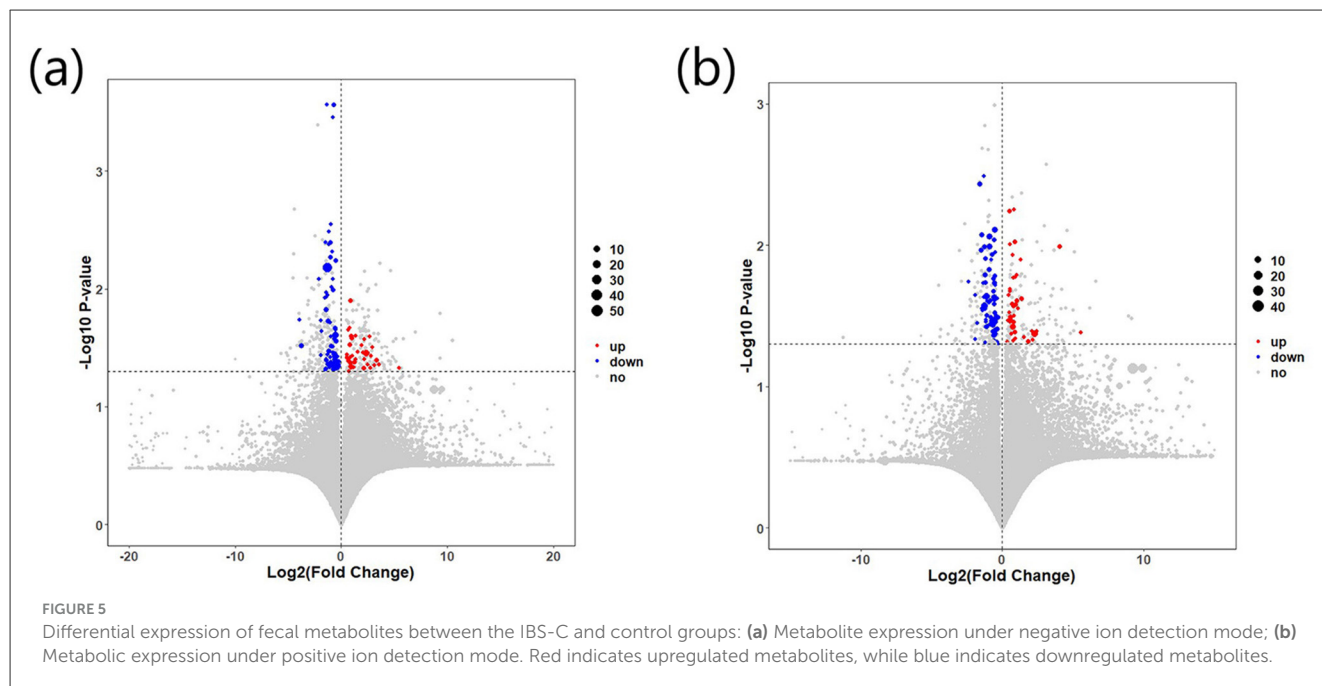 (a)
3
2
1
0
-Log10 P-value
-20
-10
0
10
20
Log2(Fold Change)
10
20
30
40
50
up
down
no
(b)
3
2
1
0
-Log10 P-value
-10
0
10
Log2(Fold Change)
10
20
30
40
up
down
no
FIGURE 5
Differential expression of fecal metabolites between the IBS-C and control groups: (a) Metabolite expression under negative ion detection mode; (b)
Metabolic expression under positive ion detection mode. Red indicates upregulated metabolites, while blue indicates downregulated metabolites.